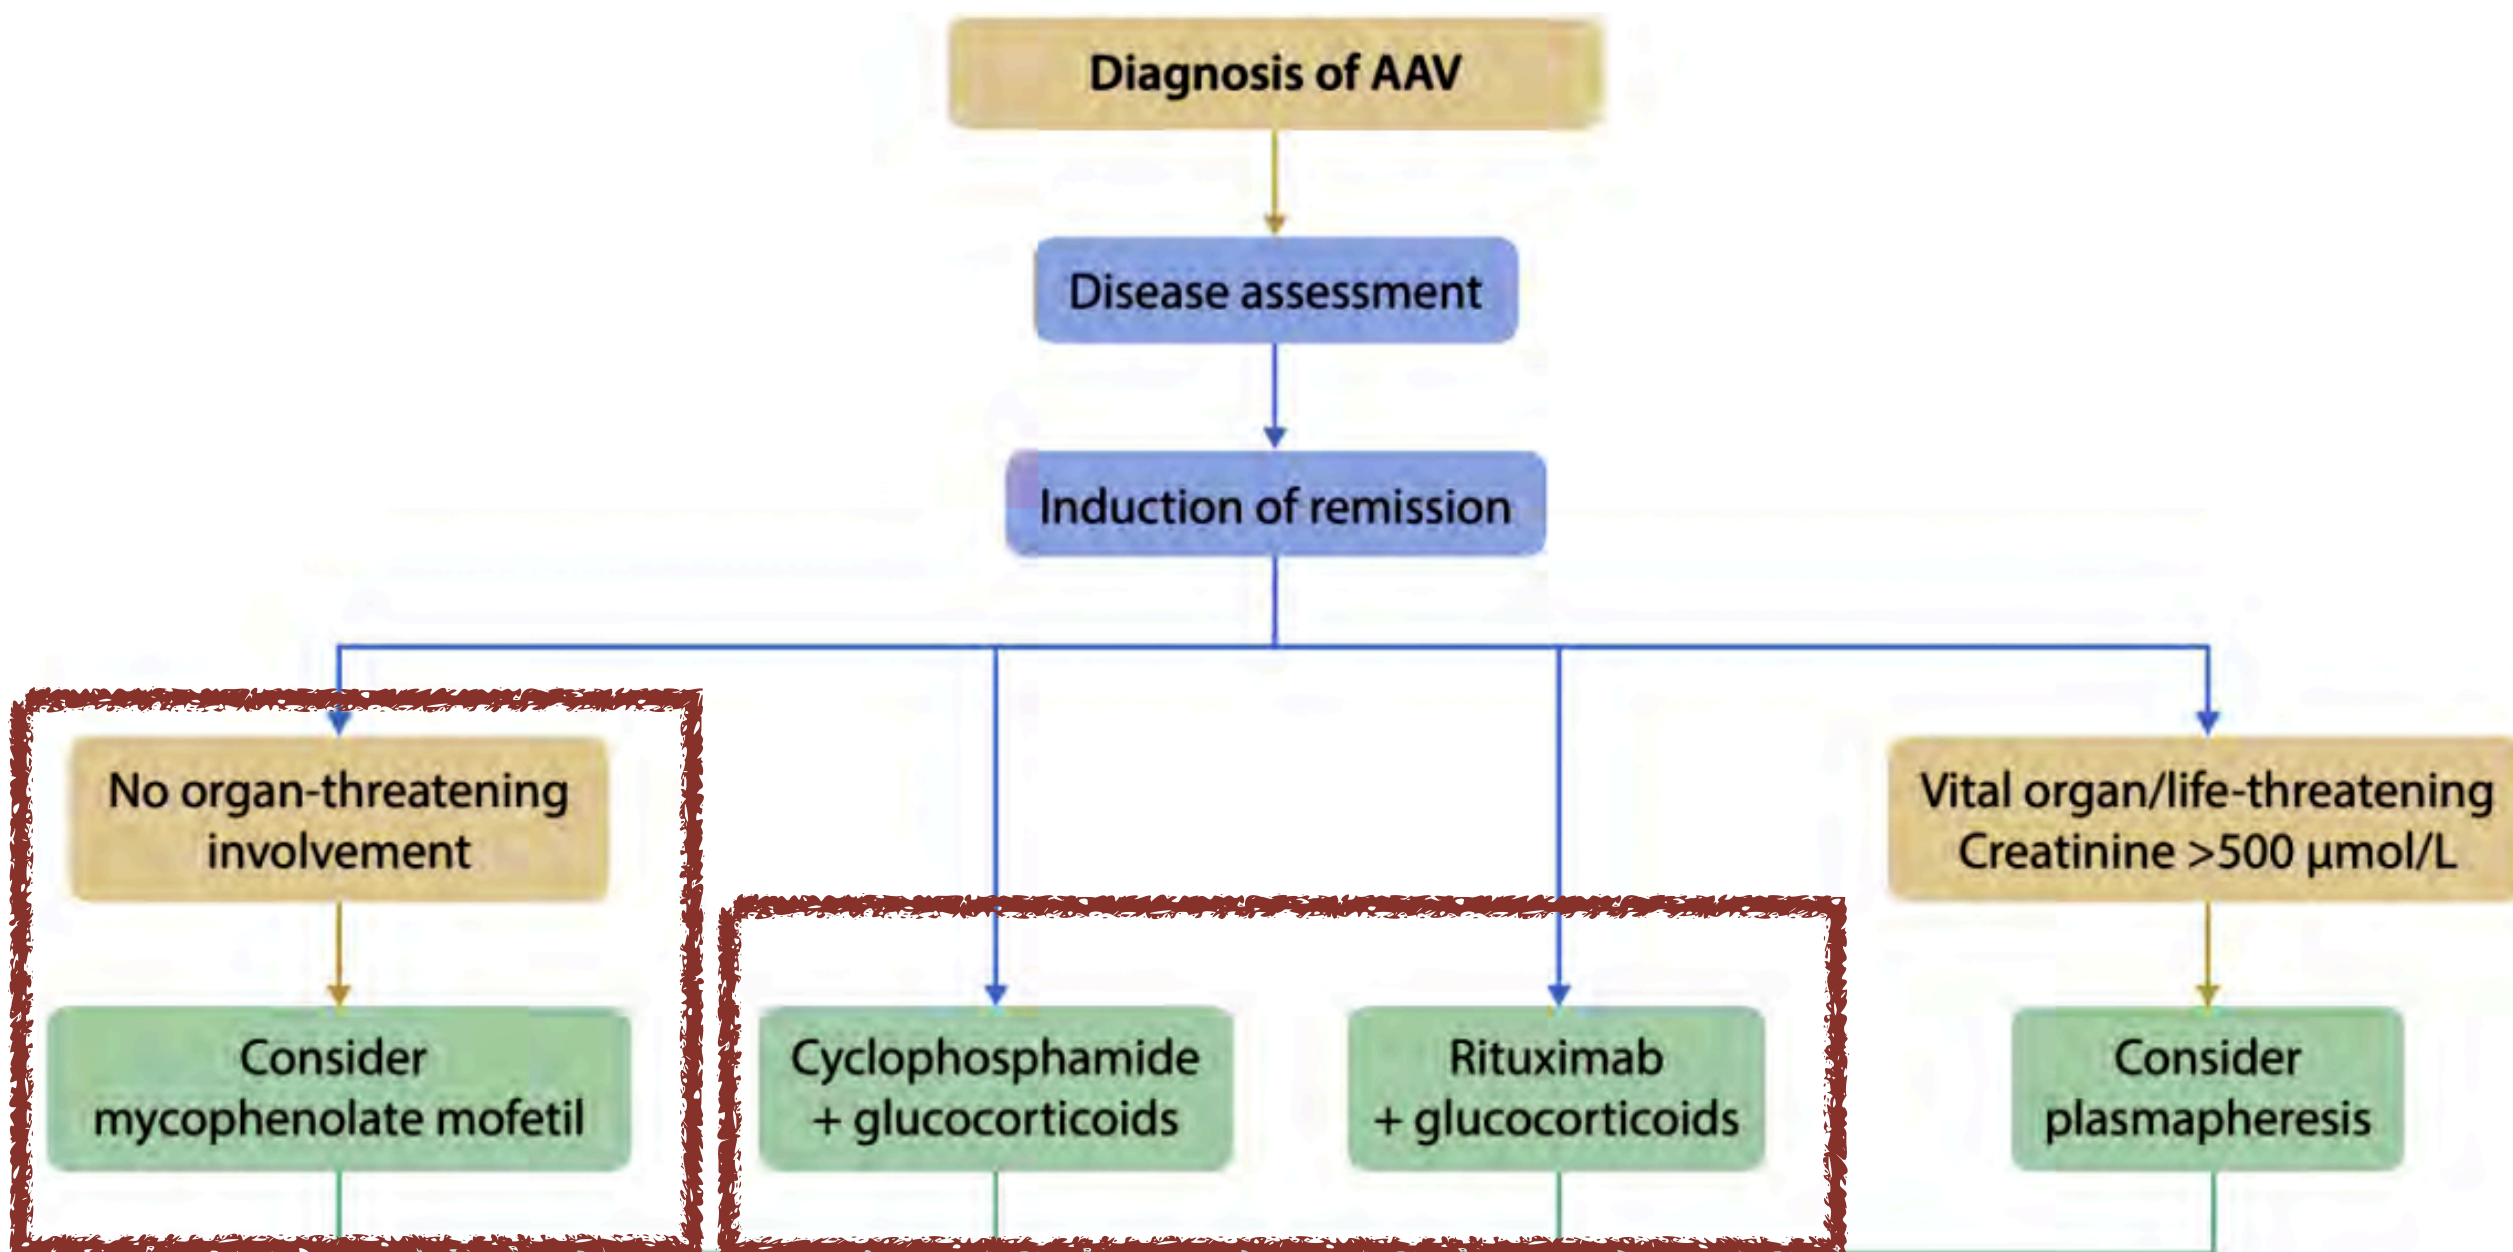 Diagnosis of AAV
Disease assessment
Induction of remission
No organ-threatening
involvement
Vital organ/life-threatening
Creatinine >500 µmol/L
Consider
mycophenolate mofetil
Cyclophosphamide
+ glucocorticoids
Rituximab
+ glucocorticoids
Consider
plasmapheresis